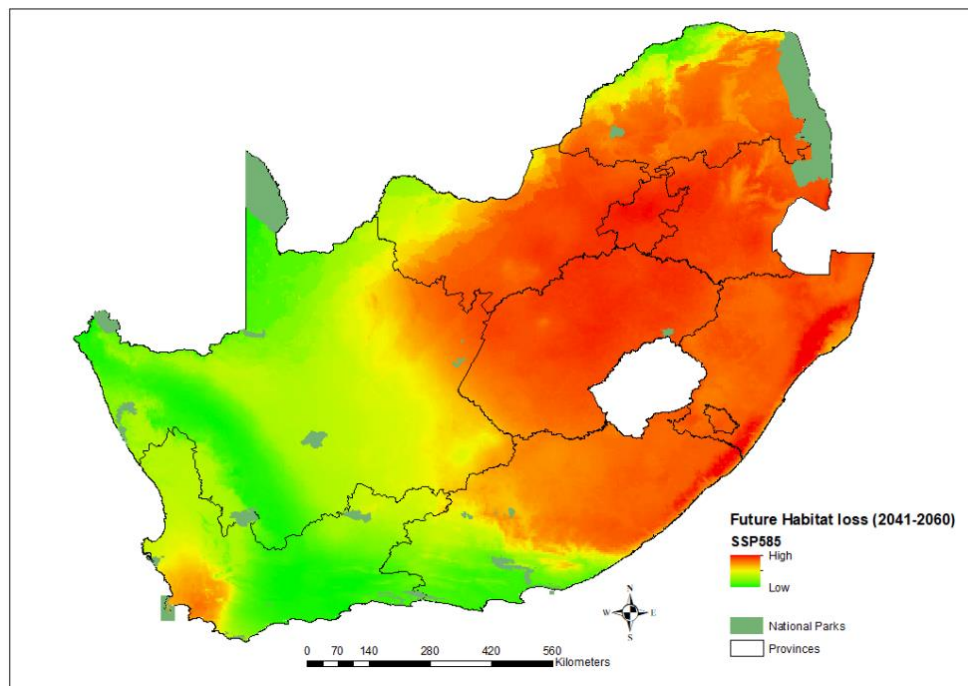 Future Habitat loss (2041-2060)
SSP585
High
Low
National Parks
Provinces
N
W E
S
0 70 140 280 420 560
Kilometers